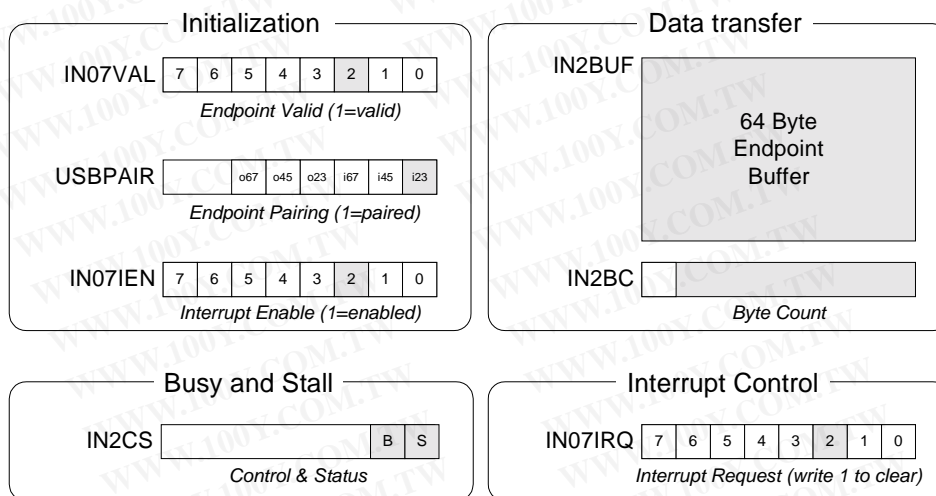 Initialization
IN07VAL 7 6 5 4 3 2 1 0
Endpoint Valid (1=valid)
USBPAIR o67 o45 o23 i67 i45 i23
Endpoint Pairing (1=paired)
IN07IEN 7 6 5 4 3 2 1 0
Interrupt Enable (1=enabled)
Data transfer
IN2BUF
64 Byte
Endpoint
Buffer
IN2BC
Byte Count
Busy and Stall
IN2CS B S
Control & Status
Interrupt Control
IN07IRQ 7 6 5 4 3 2 1 0
Interrupt Request (write 1 to clear)
WWW.100Y.COM.TW